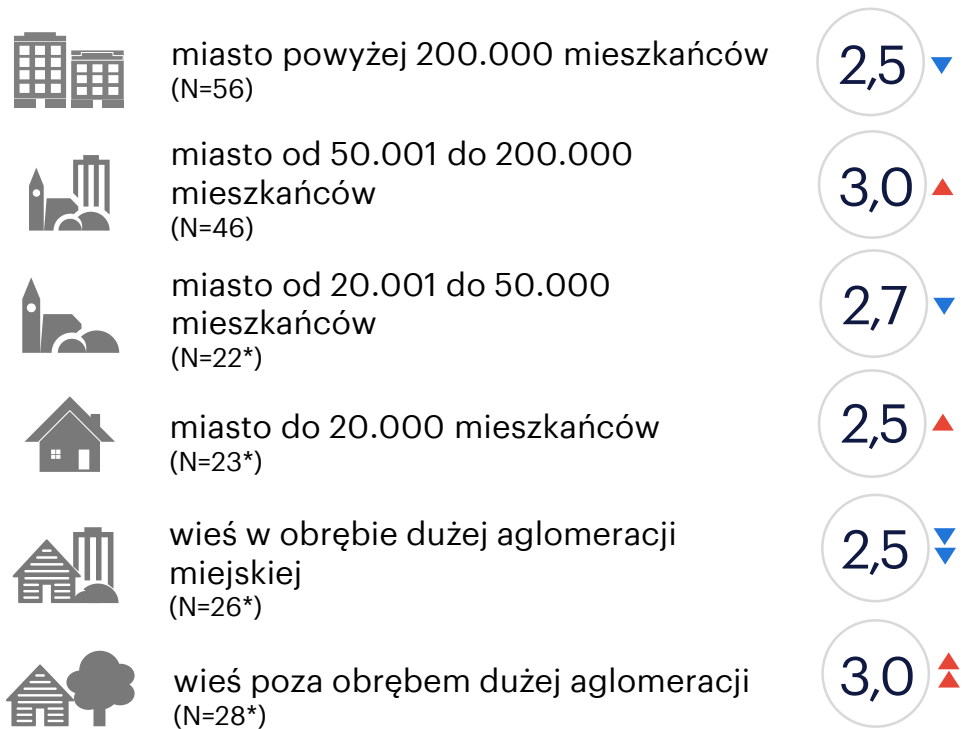 miasto powyżej 200.000 mieszkańców
(N=56)
2,5
miasto od 50.001 do 200.000
mieszkańców
(N=46)
3,0
miasto od 20.001 do 50.000
mieszkańców
(N=22*)
2,7
miasto do 20.000 mieszkańców
(N=23*)
2,5
wieś w obrębie dużej aglomeracji
miejskiej
(N=26*)
2,5
wieś poza obrębem dużej aglomeracji
(N=28*)
3,0